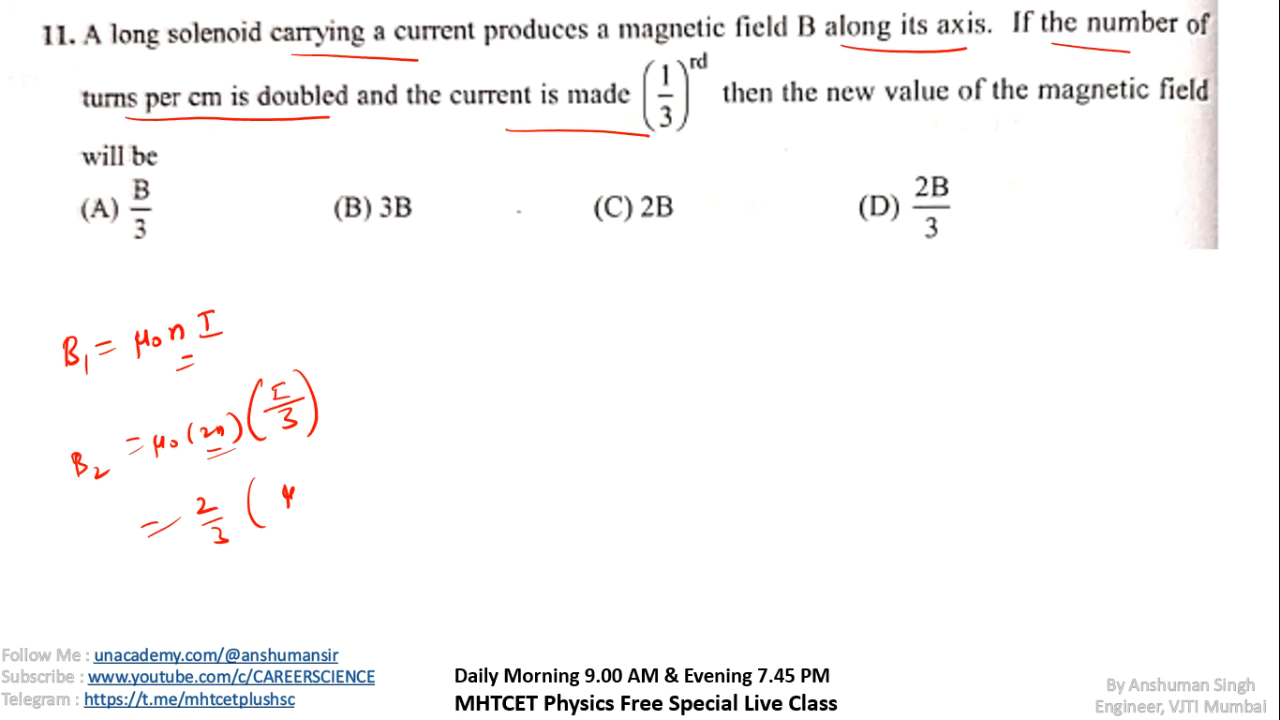 11. A long solenoid carrying a current produces a magnetic field B along its axis. If the number of
turns per cm is doubled and the current is made (1/3)rd then the new value of the magnetic field
will be
(A) B/3 (B) 3B (C) 2B (D) 2B/3
B₁ = μ₀ n I
B₂ = μ₀ (2n) (I/3)
= 2/3 (
Follow Me : unacademy.com/@anshumansir
Subscribe : www.youtube.com/c/CAREERSCIENCE
Telegram : https://t.me/mhtcetplushsc
Daily Morning 9.00 AM & Evening 7.45 PM
MHTCET Physics Free Special Live Class
By Anshuman Singh
Engineer, VJTI Mumbai